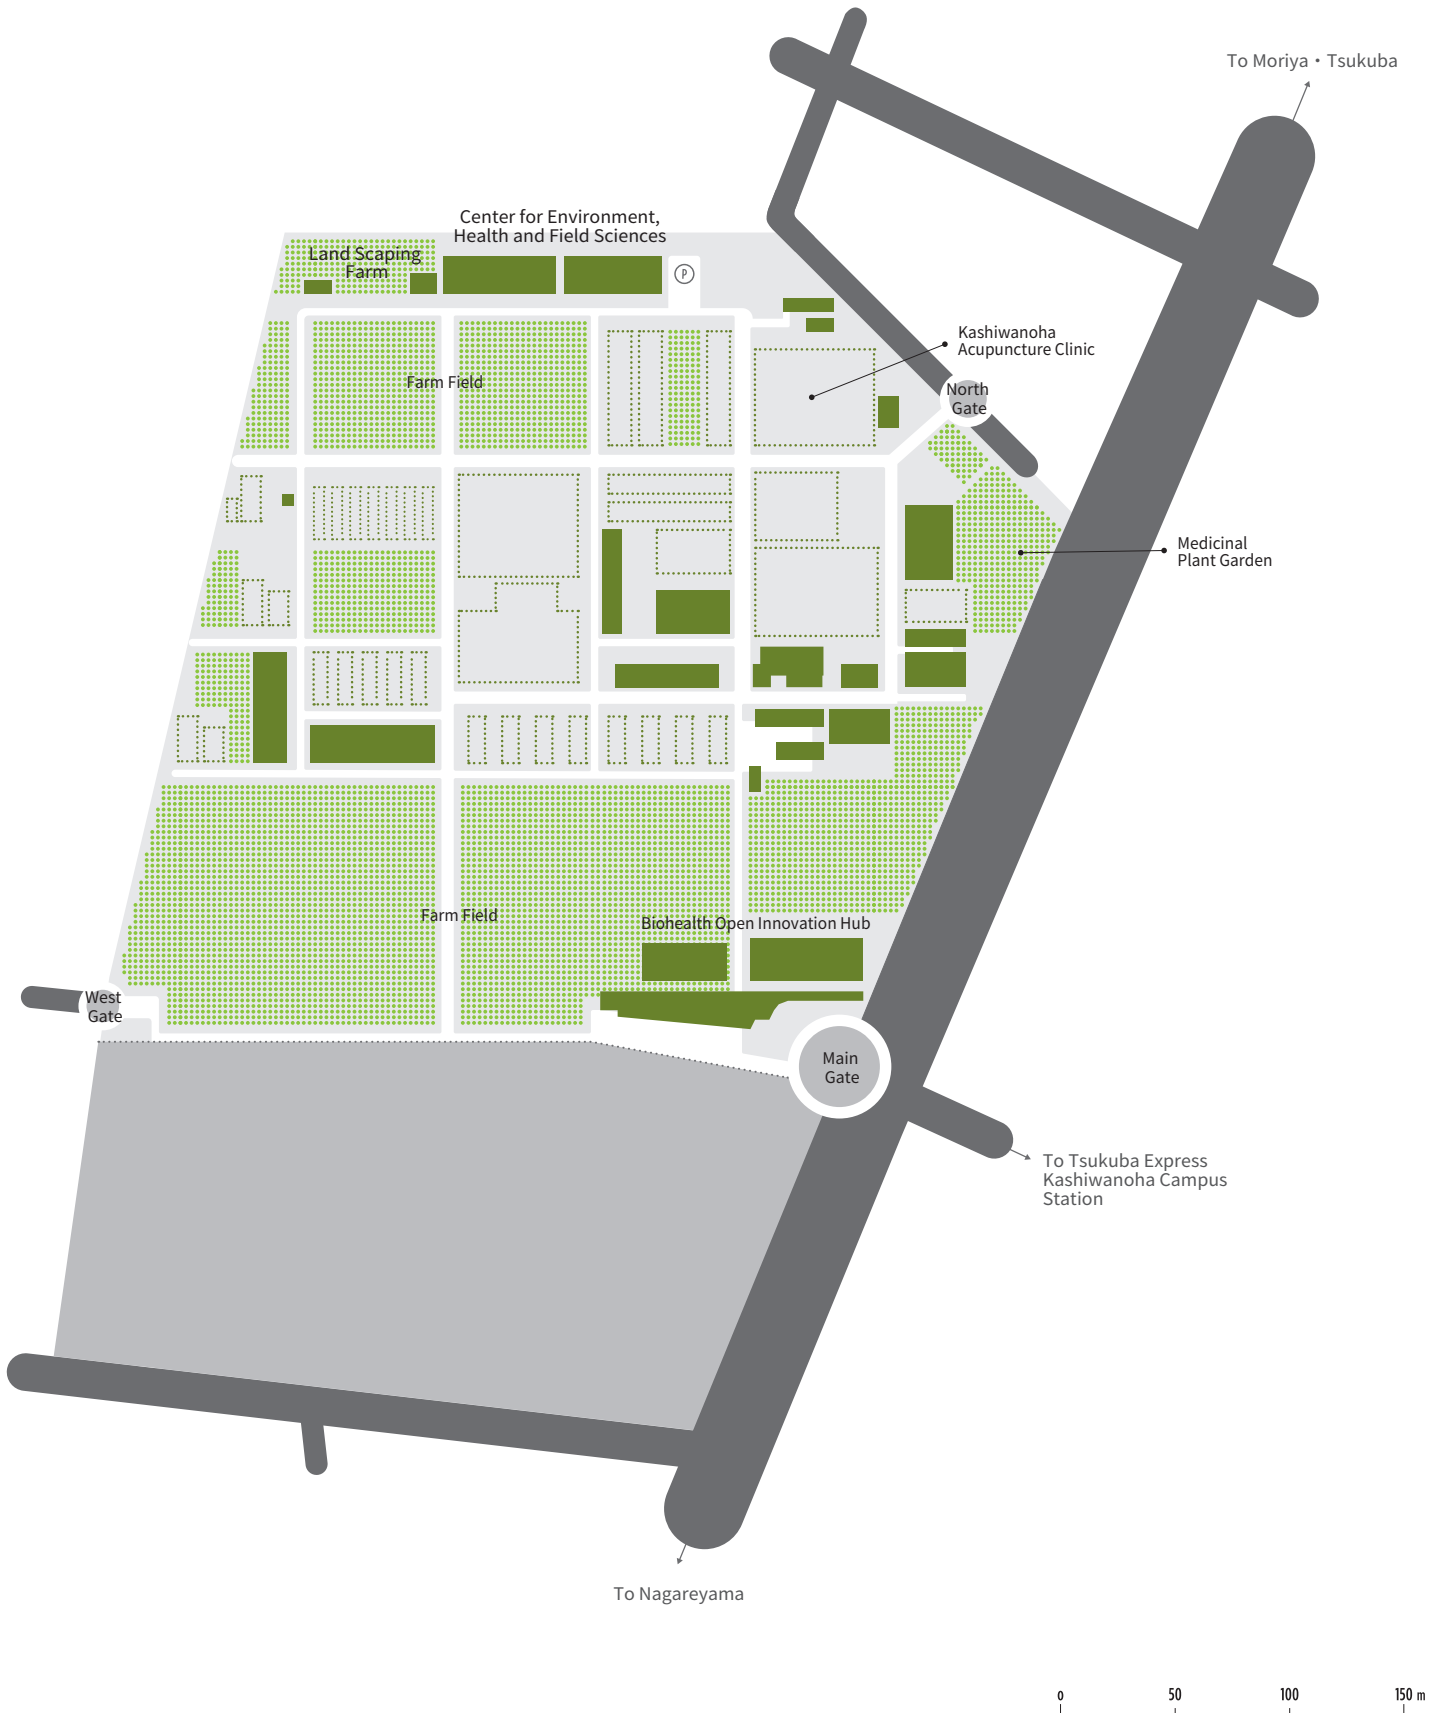 To Moriya・Tsukuba
Center for Environment,
Health and Field Sciences
Land Scaping
Farm
P
Kashiwanoha
Acupuncture Clinic
Farm Field
North
Gate
Medicinal
Plant Garden
Farm Field
Biohealth Open Innovation Hub
West
Gate
Main
Gate
To Tsukuba Express
Kashiwanoha Campus
Station
To Nagareyama
0 50 100 150 m